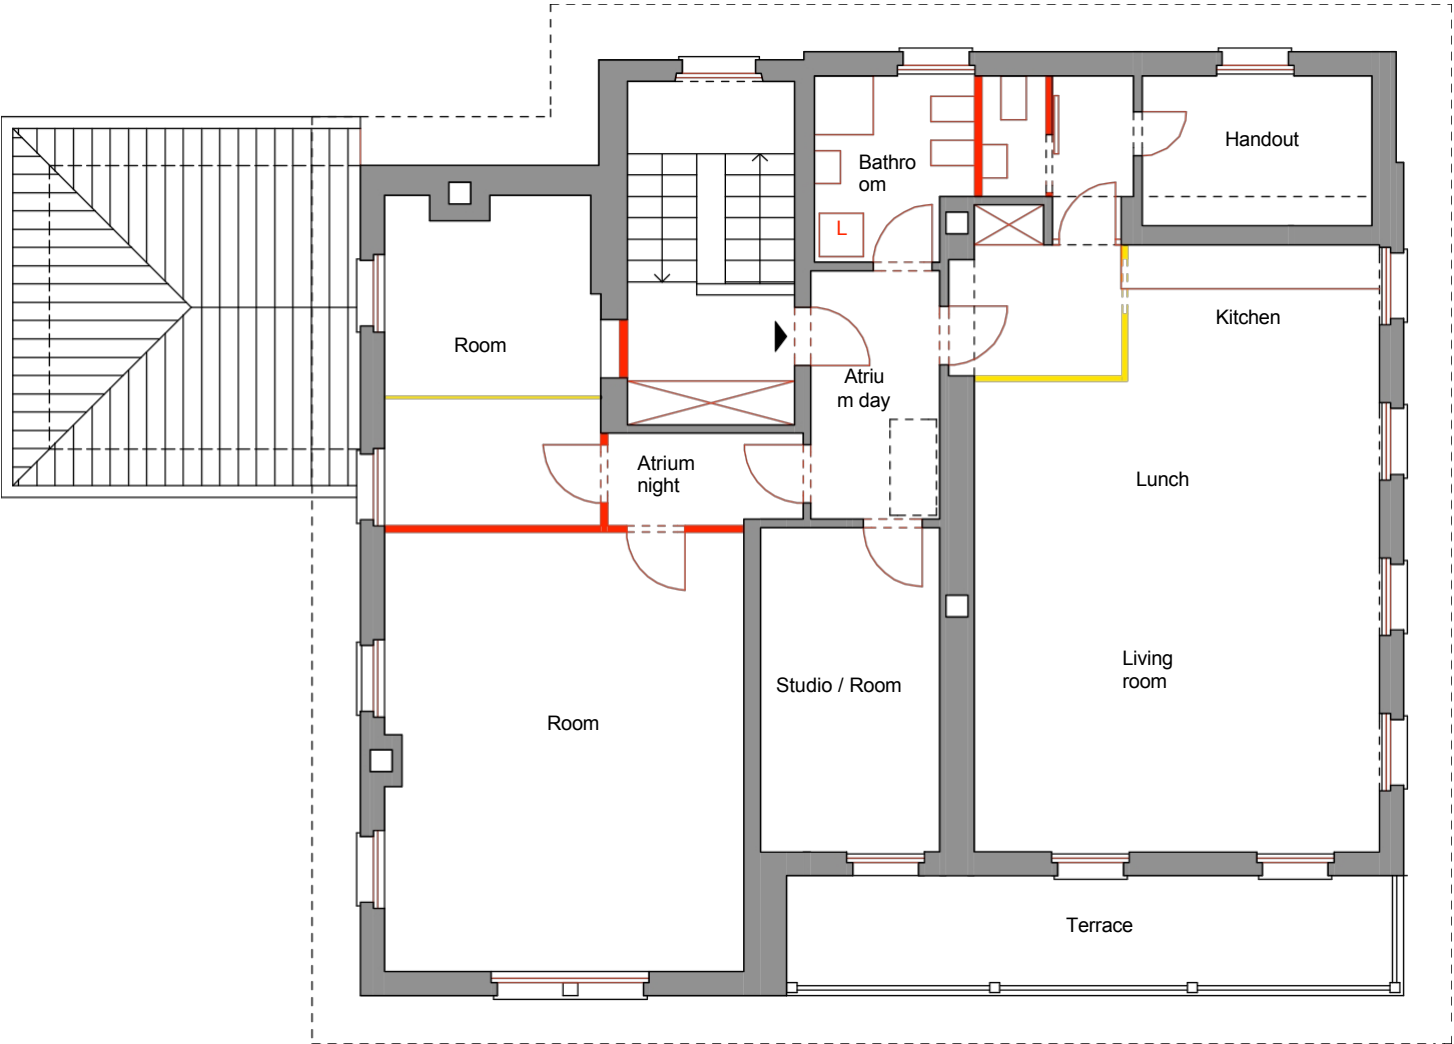 Handout
Bathro
om
L
Kitchen
Room
Atriu
m day
Atrium
night
Lunch
Living
room
Studio / Room
Room
Terrace